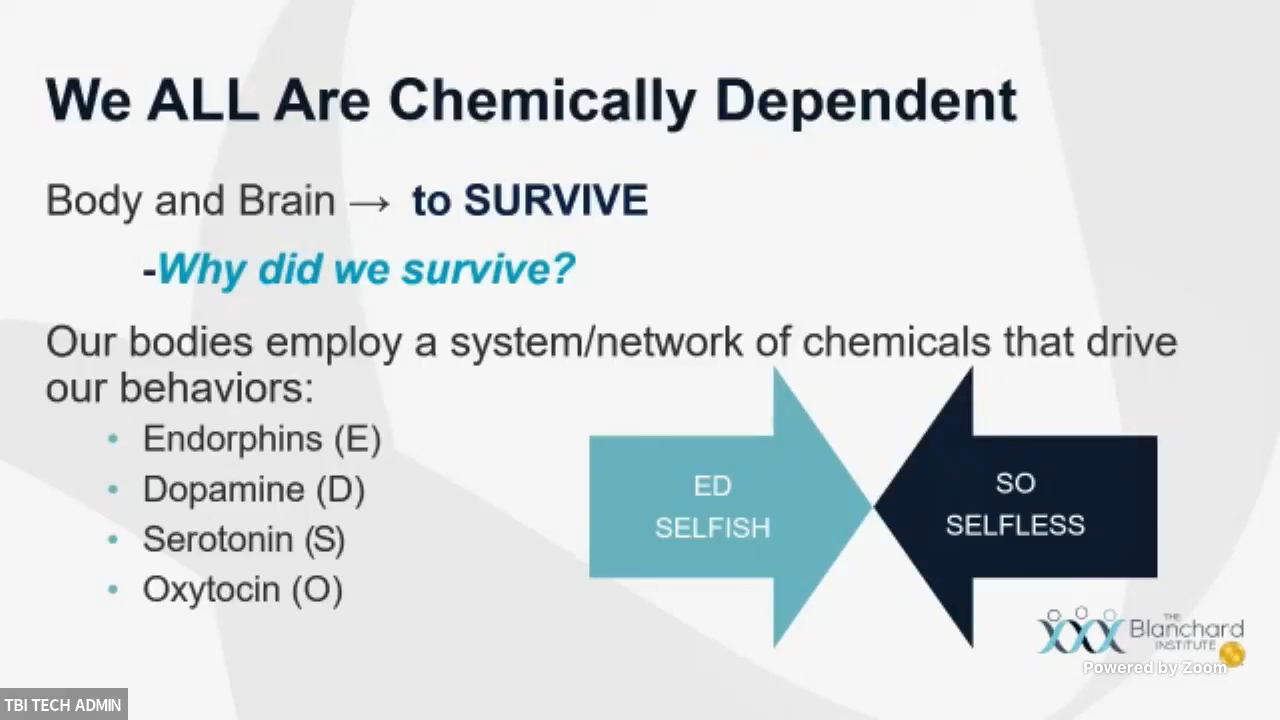 We ALL Are Chemically Dependent
Body and Brain → to SURVIVE
-Why did we survive?
Our bodies employ a system/network of chemicals that drive
our behaviors:
• Endorphins (E)
• Dopamine (D)
• Serotonin (S)
• Oxytocin (O)
ED
SELFISH
SO
SELFLESS
THE
Blanchard
INSTITUTE
Powered by Zoom
TBI TECH ADMIN